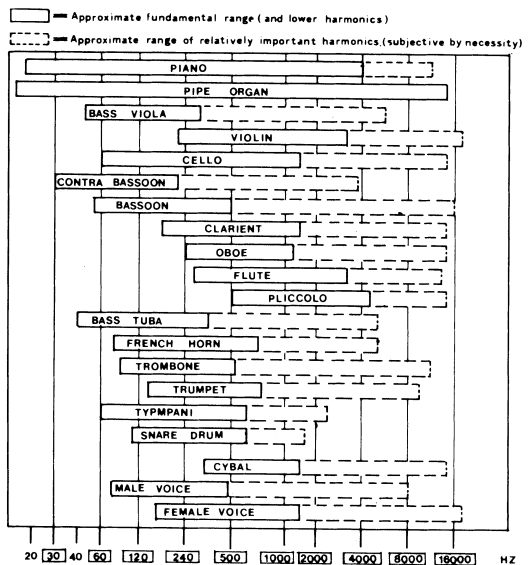 Approximate fundamental range (and lower harmonics)
Approximate range of relatively important harmonics, (subjective by necessity)
PIANO
PIPE ORGAN
BASS VIOLA
VIOLIN
CELLO
CONTRA BASSOON
BASSOON
CLARIENT
OBOE
FLUTE
PLICCOLO
BASS TUBA
FRENCH HORN
TROMBONE
TRUMPET
TYPMPANI
SNARE DRUM
CYBAL
MALE VOICE
FEMALE VOICE
20 30 40 60 120 240 500 1000 2000 4000 8000 16000 HZ